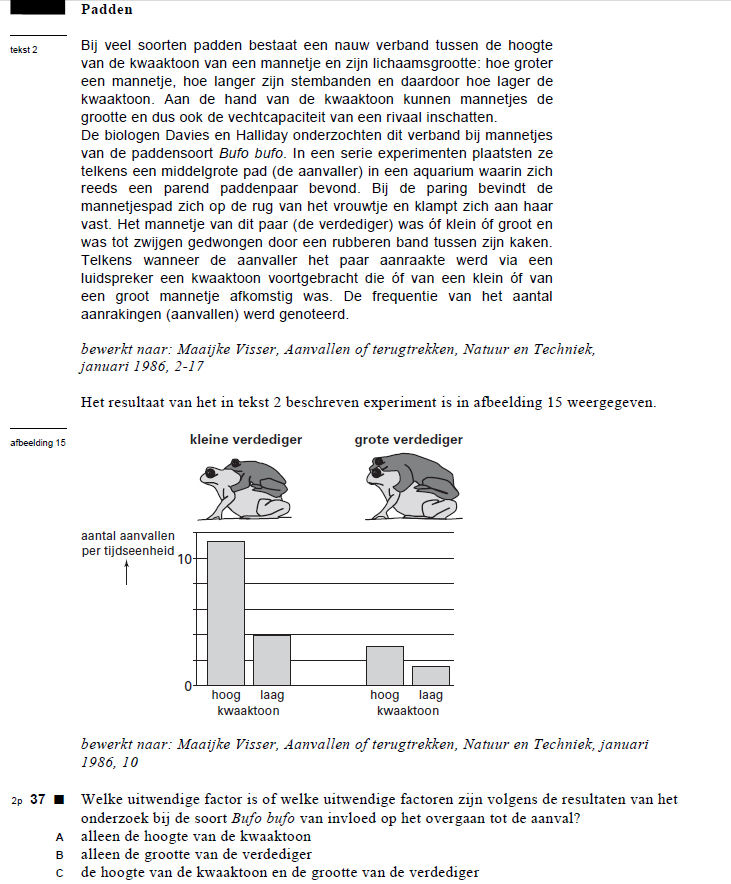 Padden
tekst 2
Bij veel soorten padden bestaat een nauw verband tussen de hoogte
van de kwaaktoon van een mannetje en zijn lichaamsgrootte: hoe groter
een mannetje, hoe langer zijn stembanden en daardoor hoe lager de
kwaaktoon. Aan de hand van de kwaaktoon kunnen mannetjes de
grootte en dus ook de vechtcapaciteit van een rivaal inschatten.
De biologen Davies en Halliday onderzochten dit verband bij mannetjes
van de paddensoort Bufo bufo. In een serie experimenten plaatsten ze
telkens een middelgrote pad (de aanvaller) in een aquarium waarin zich
reeds een parend paddenpaar bevond. Bij de paring bevindt de
mannetjespad zich op de rug van het vrouwtje en klampt zich aan haar
vast. Het mannetje van dit paar (de verdediger) was óf klein óf groot en
was tot zwijgen gedwongen door een rubberen band tussen zijn kaken.
Telkens wanneer de aanvaller het paar aanraakte werd via een
luidspreker een kwaaktoon voortgebracht die óf van een klein óf van
een groot mannetje afkomstig was. De frequentie van het aantal
aanrakingen (aanvallen) werd genoteerd.
bewerkt naar: Maaijke Visser, Aanvallen of terugtrekken, Natuur en Techniek,
januari 1986, 2-17
Het resultaat van het in tekst 2 beschreven experiment is in afbeelding 15 weergegeven.
afbeelding 15
kleine verdediger grote verdediger
aantal aanvallen
per tijdseenheid
10
0
hoog laag hoog laag
kwaaktoon kwaaktoon
bewerkt naar: Maaijke Visser, Aanvallen of terugtrekken, Natuur en Techniek, januari
1986, 10
2p 37 ■ Welke uitwendige factor is of welke uitwendige factoren zijn volgens de resultaten van het
onderzoek bij de soort Bufo bufo van invloed op het overgaan tot de aanval?
A alleen de hoogte van de kwaaktoon
B alleen de grootte van de verdediger
C de hoogte van de kwaaktoon en de grootte van de verdediger